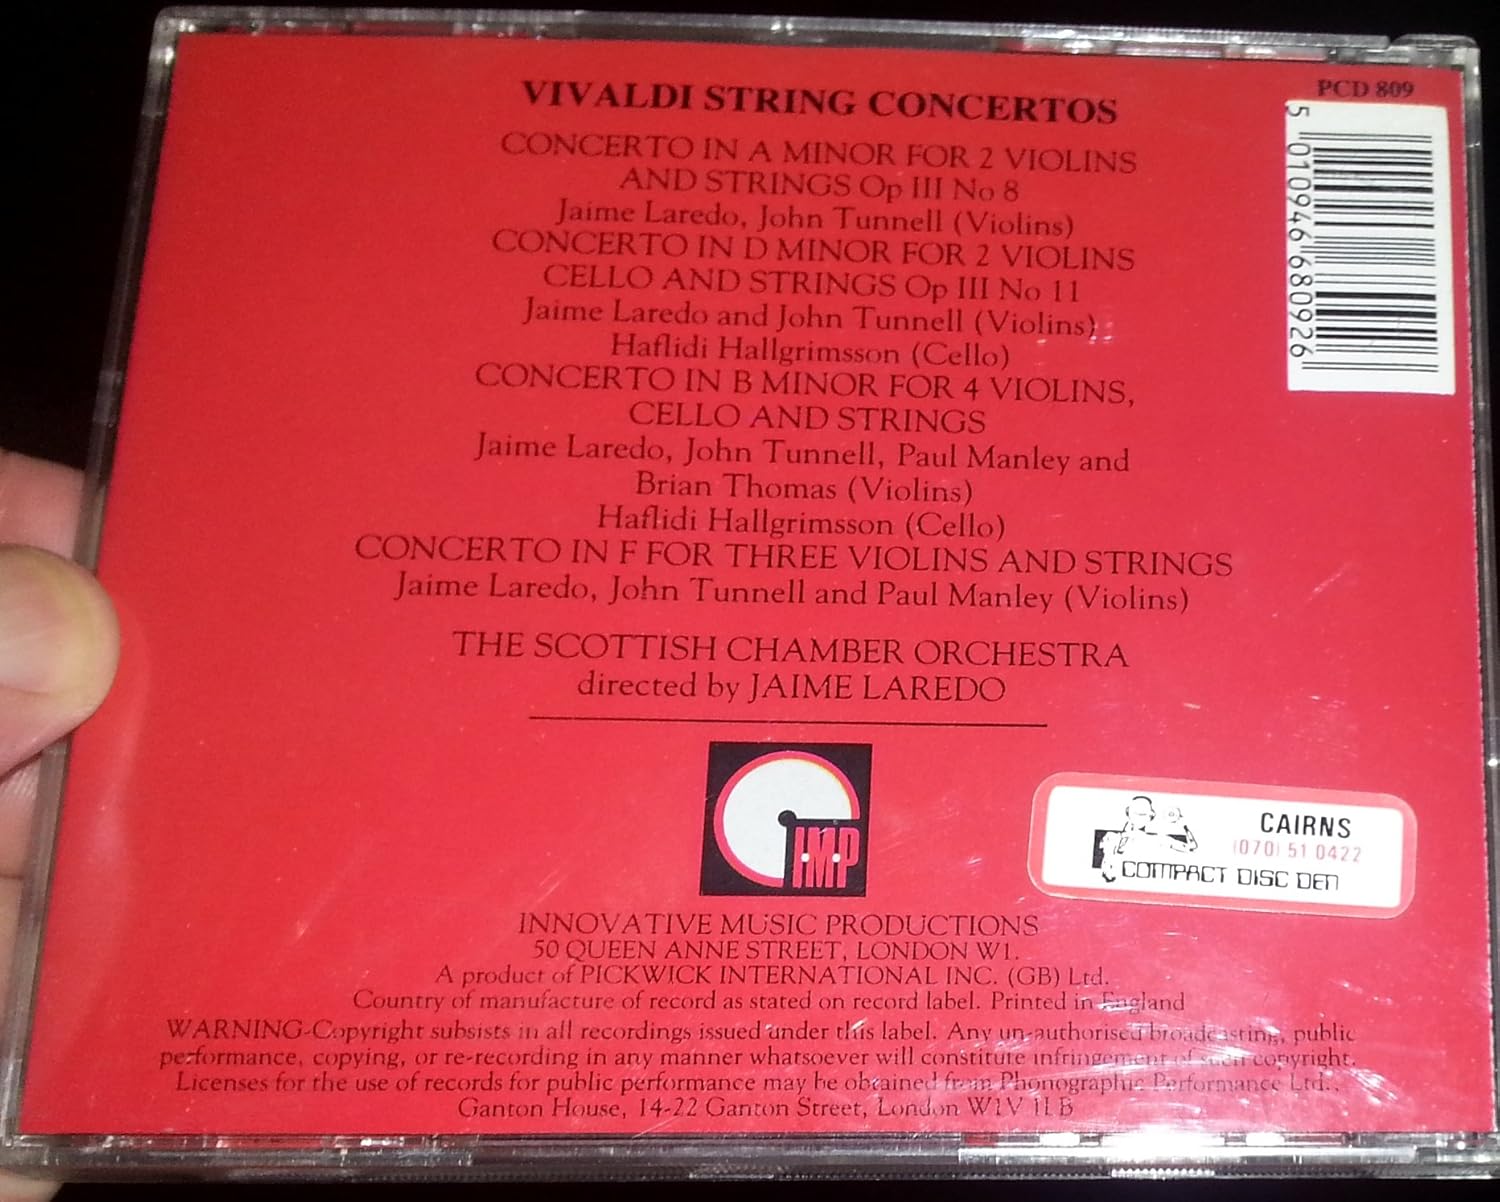 PCD 809
VIVALDI STRING CONCERTOS
CONCERTO IN A MINOR FOR 2 VIOLINS
AND STRINGS Op III No 8
Jaime Laredo, John Tunnell (Violins)
CONCERTO IN D MINOR FOR 2 VIOLINS
CELLO AND STRINGS Op III No 11
Jaime Laredo and John Tunnell (Violins)
Haflidi Hallgrimsson (Cello)
CONCERTO IN B MINOR FOR 4 VIOLINS,
CELLO AND STRINGS
Jaime Laredo, John Tunnell, Paul Manley and
Brian Thomas (Violins)
Haflidi Hallgrimsson (Cello)
CONCERTO IN F FOR THREE VIOLINS AND STRINGS
Jaime Laredo, John Tunnell and Paul Manley (Violins)
THE SCOTTISH CHAMBER ORCHESTRA
directed by JAIME LAREDO
5 010946 680926
I·M·P
CAIRNS
(070) 51 0422
COMPACT DISC DEN
INNOVATIVE MUSIC PRODUCTIONS
50 QUEEN ANNE STREET, LONDON W1.
A product of PICKWICK INTERNATIONAL INC. (GB) Ltd.
Country of manufacture of record as stated on record label. Printed in England
WARNING-Copyright subsists in all recordings issued under this label. Any un-authorised broadcasting, public
performance, copying, or re-recording in any manner whatsoever will constitute infringement of such copyright.
Licenses for the use of records for public performance may be obtained from Phonographic Performance Ltd.,
Ganton House, 14-22 Ganton Street, London W1V 1LB